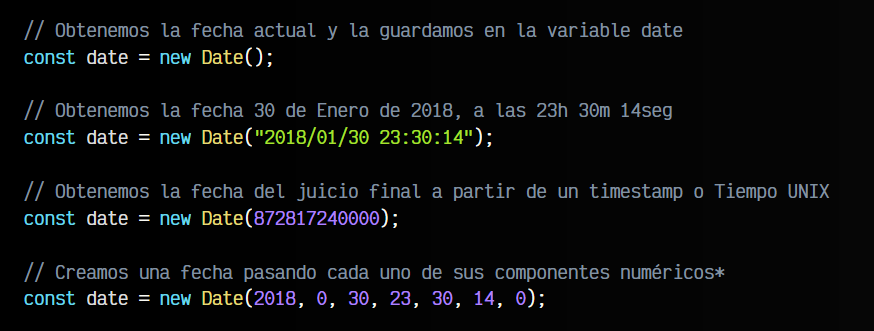 // Obtenemos la fecha actual y la guardamos en la variable date
const date = new Date();
// Obtenemos la fecha 30 de Enero de 2018, a las 23h 30m 14seg
const date = new Date("2018/01/30 23:30:14");
// Obtenemos la fecha del juicio final a partir de un timestamp o Tiempo UNIX
const date = new Date(872817240000);
// Creamos una fecha pasando cada uno de sus componentes numéricos*
const date = new Date(2018, 0, 30, 23, 30, 14, 0);